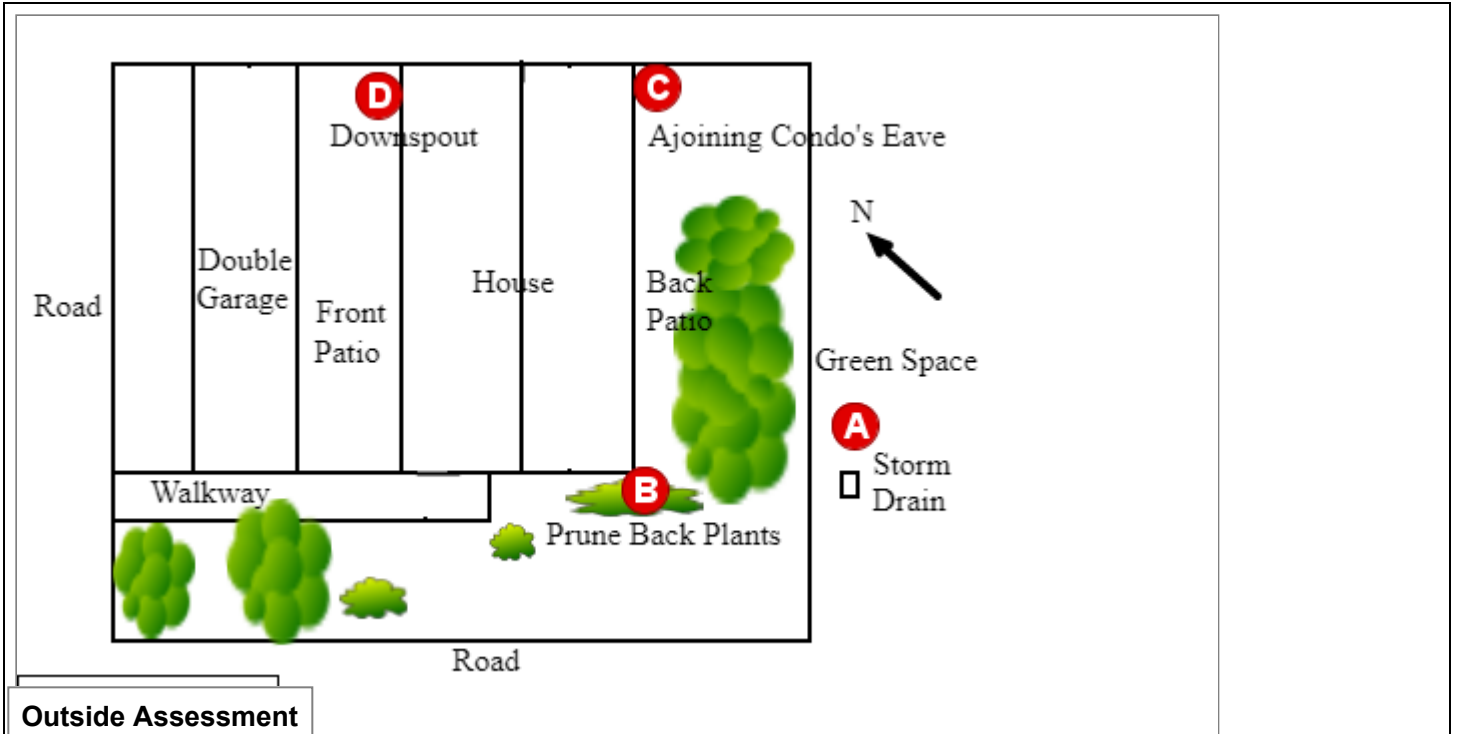 D
C
Downspout
Ajoining Condo's Eave
N
Double
Garage
House
Back
Patio
Road
Front
Patio
Green Space
A
Storm
Drain
Walkway
B
Prune Back Plants
Road
Outside Assessment